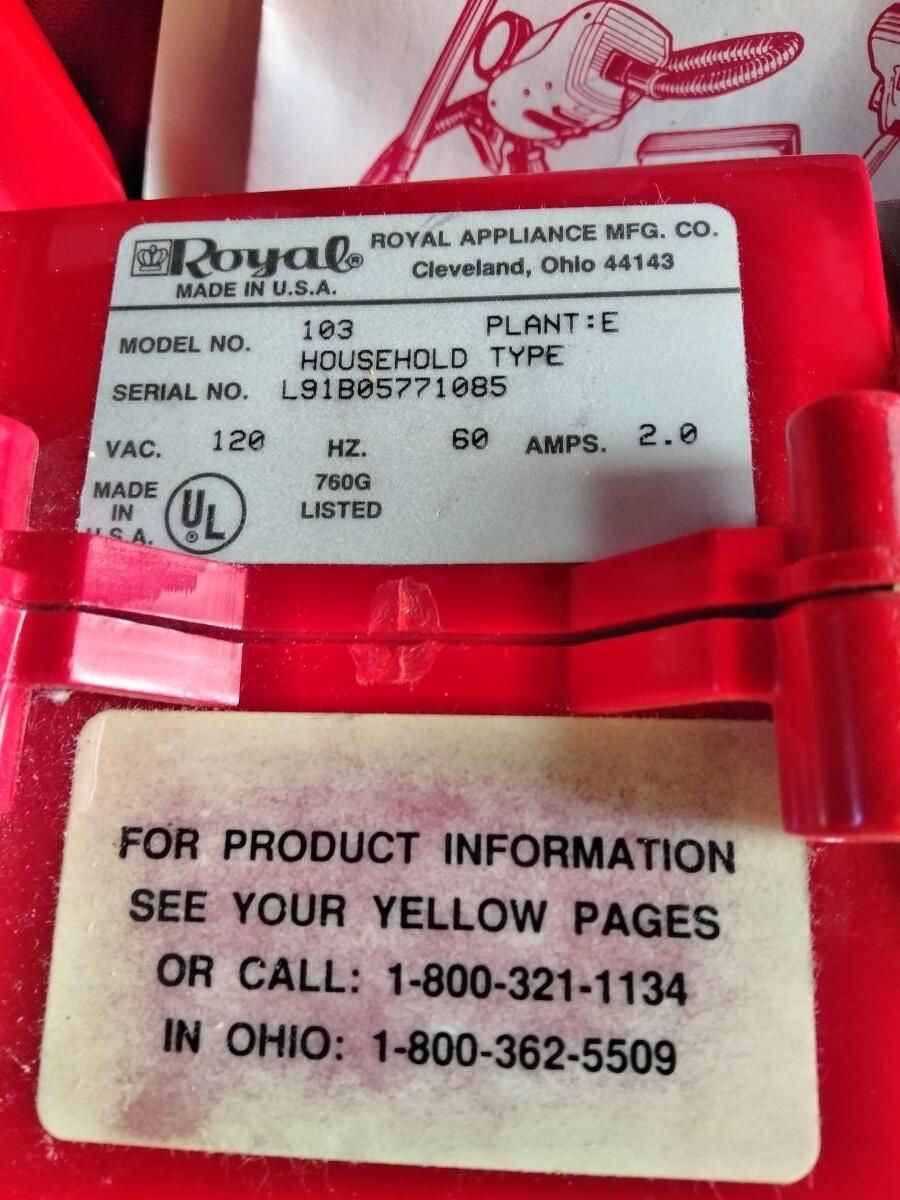 Royal® ROYAL APPLIANCE MFG. CO.
MADE IN U.S.A. Cleveland, Ohio 44143
MODEL NO. 103 PLANT:E
HOUSEHOLD TYPE
SERIAL NO. L91B05771085
VAC. 120 HZ. 60 AMPS. 2.0
MADE IN U.S.A. UL® 760G LISTED
FOR PRODUCT INFORMATION
SEE YOUR YELLOW PAGES
OR CALL: 1-800-321-1134
IN OHIO: 1-800-362-5509